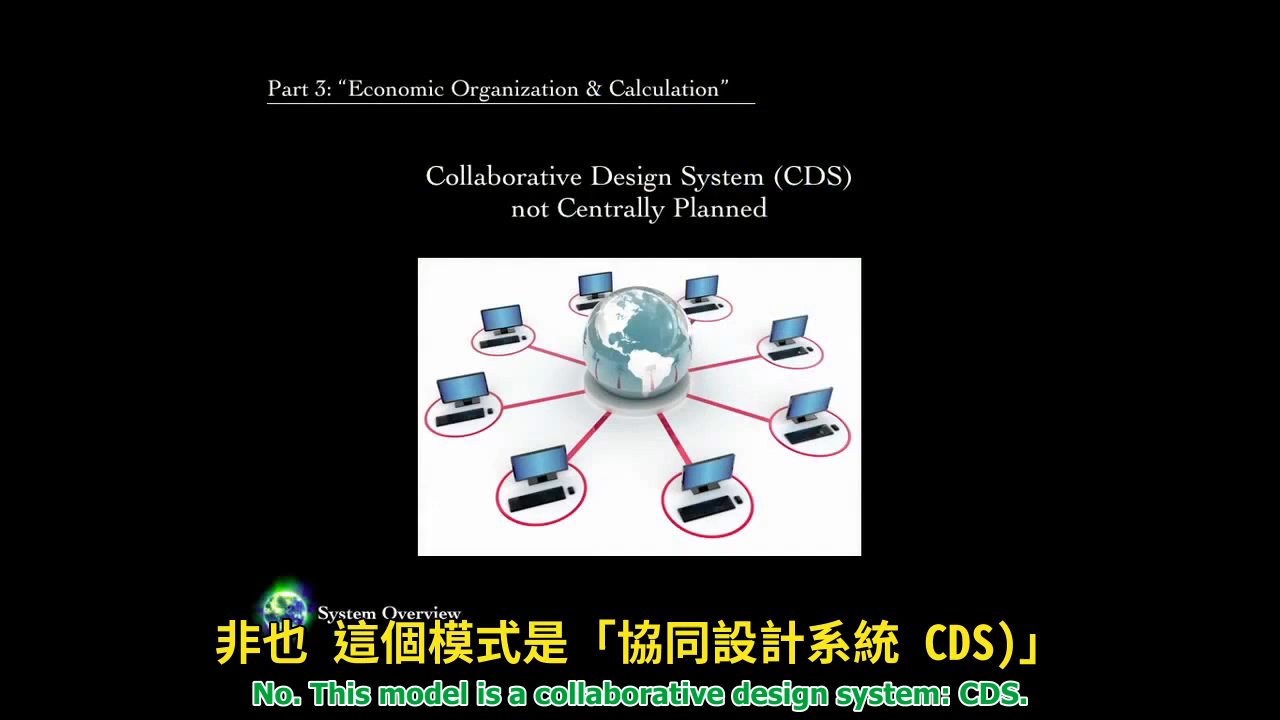 Part 3: “Economic Organization & Calculation”
Collaborative Design System (CDS)
not Centrally Planned
System Overview
非也 這個模式是「協同設計系統 CDS)」
No. This model is a collaborative design system: CDS.